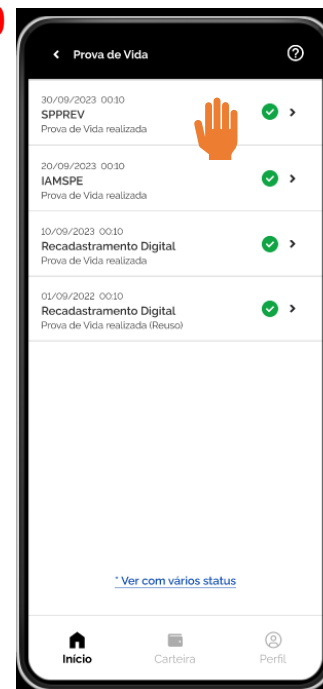 Prova de Vida
30/09/2023 00:10
SPPREV
Prova de Vida realizada
20/09/2023 00:10
IAMSPE
Prova de Vida realizada
10/09/2023 00:10
Recadastramento Digital
Prova de Vida realizada
01/09/2022 00:10
Recadastramento Digital
Prova de Vida realizada (Reuso)
* Ver com vários status
Início Carteira Perfil